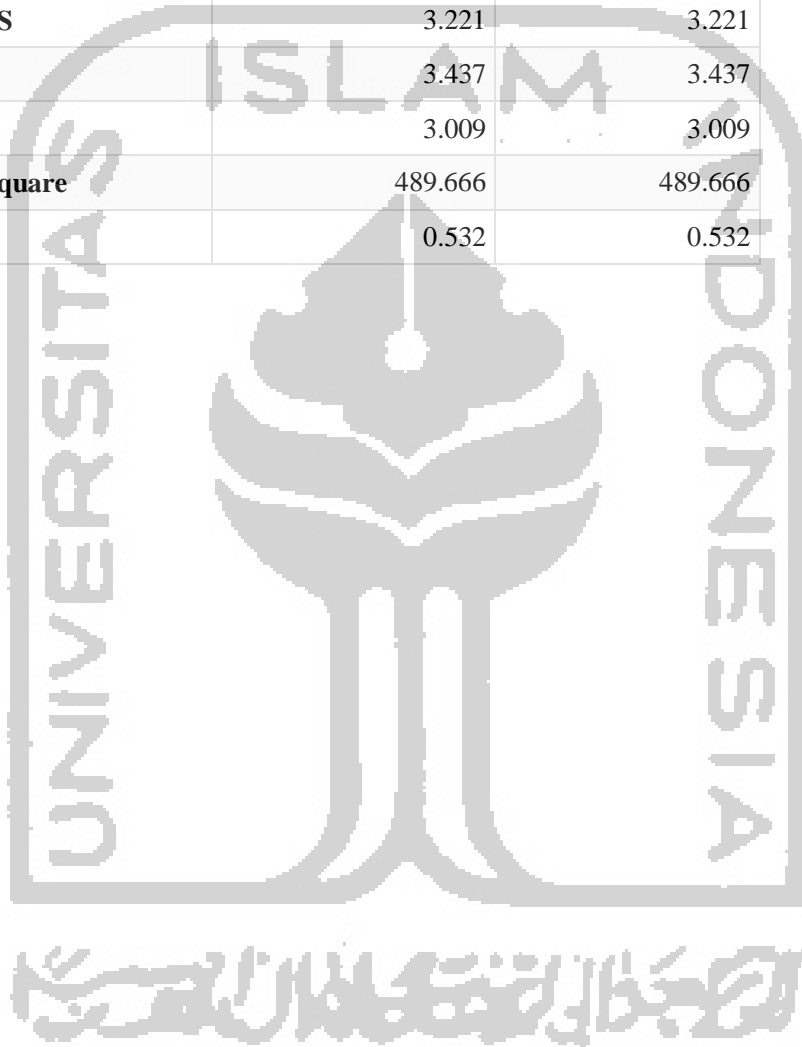 S 3.221 3.221
3.437 3.437
3.009 3.009
quare 489.666 489.666
0.532 0.532
ISLAM
UNIVERSITAS
INDONESIA